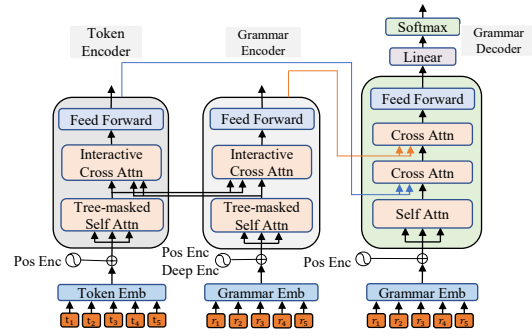 Token
Encoder
Feed Forward
Interactive
Cross Attn
Tree-masked
Self Attn
Pos Enc
Token Emb
t1 t2 t3 t4 t5
Grammar
Encoder
Feed Forward
Interactive
Cross Attn
Tree-masked
Self Attn
Pos Enc
Deep Enc
Grammar Emb
r1 r2 r3 r4 r5
Grammar
Decoder
Softmax
Linear
Feed Forward
Cross Attn
Cross Attn
Self Attn
Pos Enc
Grammar Emb
r1 r2 r3 r4 r5